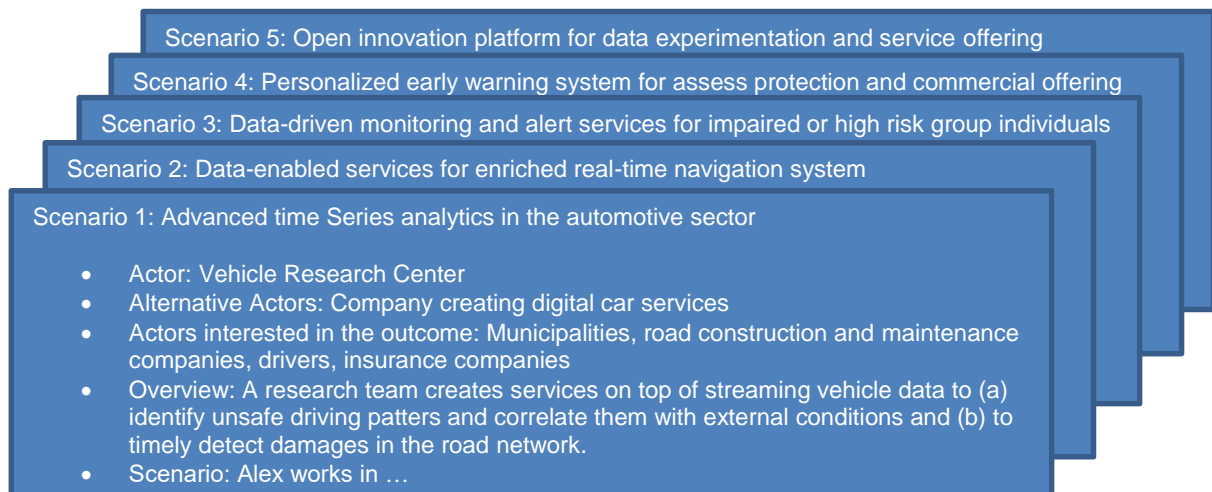 Scenario 5: Open innovation platform for data experimentation and service offering
Scenario 4: Personalized early warning system for assess protection and commercial offering
Scenario 3: Data-driven monitoring and alert services for impaired or high risk group individuals
Scenario 2: Data-enabled services for enriched real-time navigation system
Scenario 1: Advanced time Series analytics in the automotive sector
• Actor: Vehicle Research Center
• Alternative Actors: Company creating digital car services
• Actors interested in the outcome: Municipalities, road construction and maintenance
companies, drivers, insurance companies
• Overview: A research team creates services on top of streaming vehicle data to (a)
identify unsafe driving patters and correlate them with external conditions and (b) to
timely detect damages in the road network.
• Scenario: Alex works in …